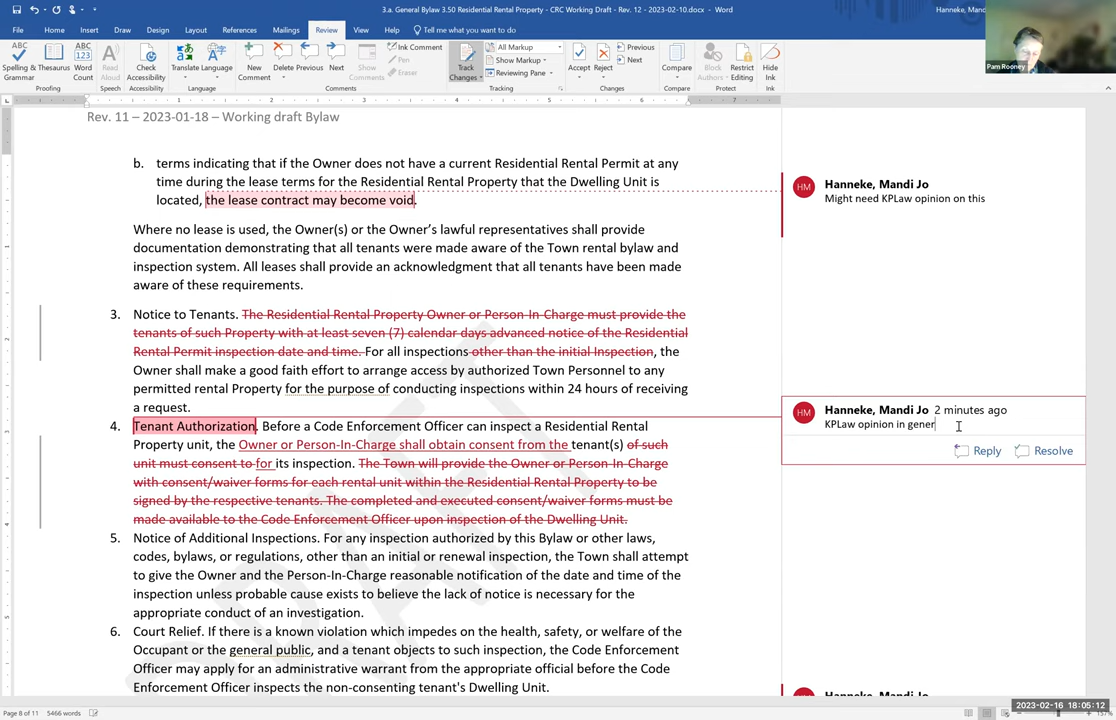 3.a. General Bylaw 3.50 Residential Rental Property - CRC Working Draft - Rev. 12 - 2023-02-10.docx
Hanneke, Mandi
File Home Insert Draw Design Layout References Mailings Review View Help Tell me what you want to do
Spelling & Grammar
Thesaurus
Word Count
Read Aloud
Check Accessibility
Translate
Language
New Comment
Delete
Previous
Next
Show Comments
Ink Comment
Pen
Eraser
Track Changes
All Markup
Show Markup
Reviewing Pane
Accept
Reject
Previous
Next
Compare
Block Authors
Restrict Editing
Hide Ink
Proofing
Accessibility
Language
Comments
Tracking
Changes
Compare
Protect
Ink
Pam Rooney
Rev. 11 – 2023-01-18 – Working draft Bylaw
b. terms indicating that if the Owner does not have a current Residential Rental Permit at any
time during the lease terms for the Residential Rental Property that the Dwelling Unit is
located, the lease contract may become void.
Where no lease is used, the Owner(s) or the Owner's lawful representatives shall provide
documentation demonstrating that all tenants were made aware of the Town rental bylaw and
inspection system. All leases shall provide an acknowledgment that all tenants have been made
aware of these requirements.
3. Notice to Tenants. The Residential Rental Property Owner or Person-In-Charge must provide the
tenants of such Property with at least seven (7) calendar days advanced notice of the Residential
Rental Permit inspection date and time. For all inspections other than the initial Inspection, the
Owner shall make a good faith effort to arrange access by authorized Town Personnel to any
permitted rental Property for the purpose of conducting inspections within 24 hours of receiving
a request.
4. Tenant Authorization. Before a Code Enforcement Officer can inspect a Residential Rental
Property unit, the Owner or Person-In-Charge shall obtain consent from the tenant(s) of such
unit must consent to for its inspection. The Town will provide the Owner or Person-In-Charge
with consent/waiver forms for each rental unit within the Residential Rental Property to be
signed by the respective tenants. The completed and executed consent/waiver forms must be
made available to the Code Enforcement Officer upon inspection of the Dwelling Unit.
5. Notice of Additional Inspections. For any inspection authorized by this Bylaw or other laws,
codes, bylaws, or regulations, other than an initial or renewal inspection, the Town shall attempt
to give the Owner and the Person-In-Charge reasonable notification of the date and time of the
inspection unless probable cause exists to believe the lack of notice is necessary for the
appropriate conduct of an investigation.
6. Court Relief. If there is a known violation which impedes on the health, safety, or welfare of the
Occupant or the general public, and a tenant objects to such inspection, the Code Enforcement
Officer may apply for an administrative warrant from the appropriate official before the Code
Enforcement Officer inspects the non-consenting tenant's Dwelling Unit.
DRAFT
HM Hanneke, Mandi Jo
Might need KPLaw opinion on this
HM Hanneke, Mandi Jo 2 minutes ago
KPLaw opinion in gener
Reply Resolve
HM Hanneke, Mandi Jo
Page 8 of 11 5466 words
2023-02-16 18:05:12